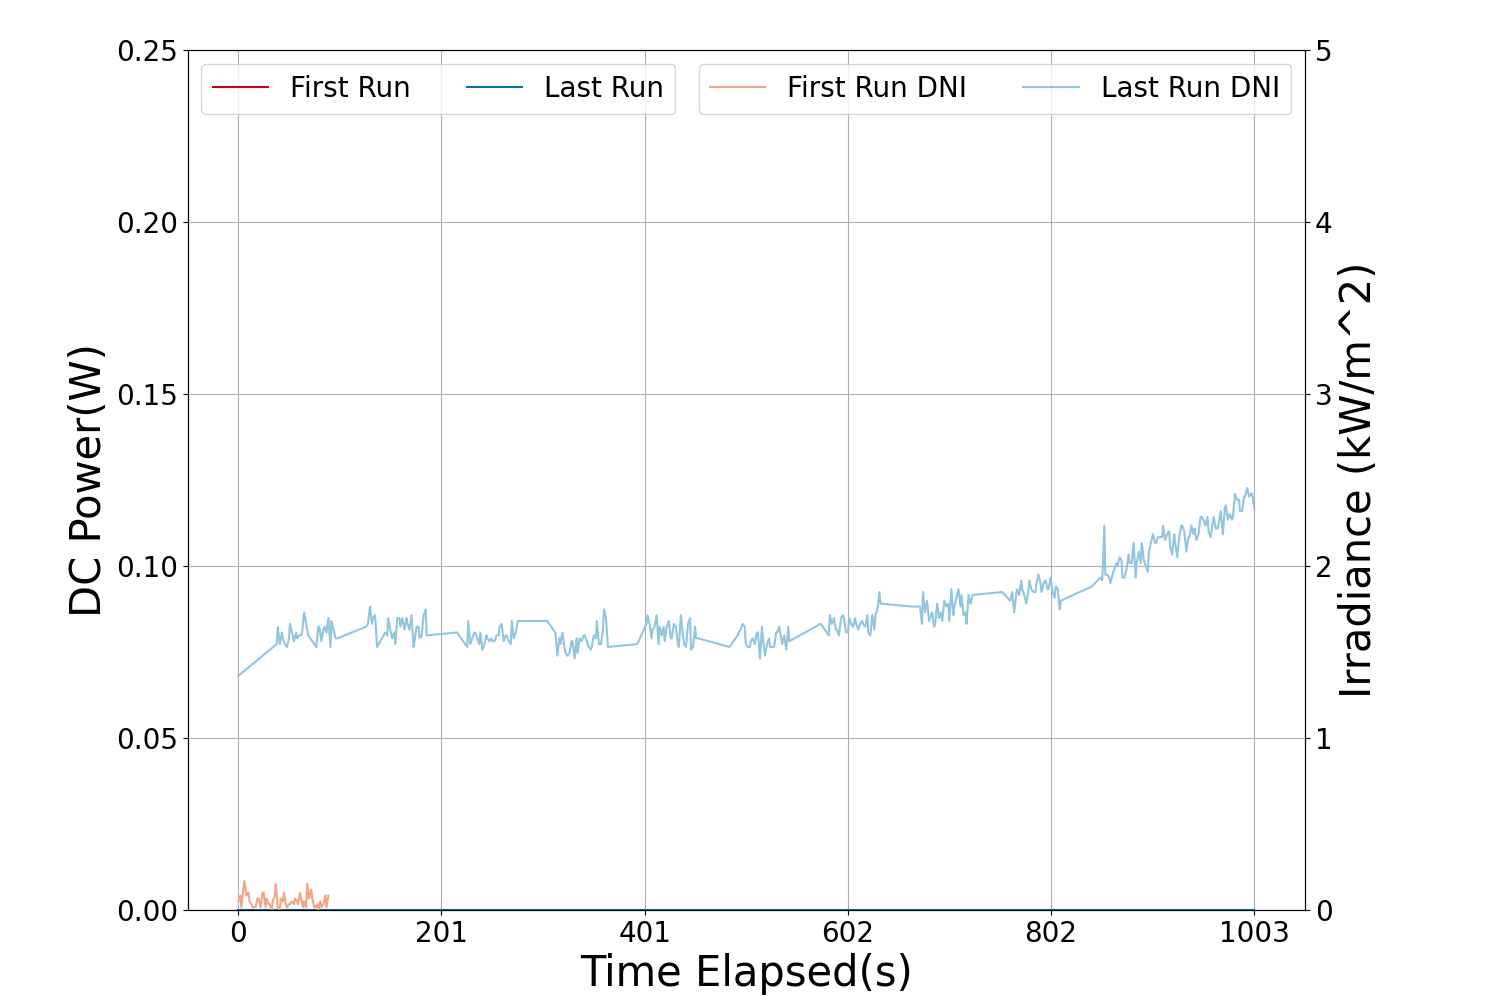 First Run
Last Run
First Run DNI
Last Run DNI
0.25
0.20
0.15
0.10
0.05
0.00
DC Power(W)
5
4
3
2
1
0
Irradiance (kW/m^2)
0
201
401
602
802
1003
Time Elapsed(s)